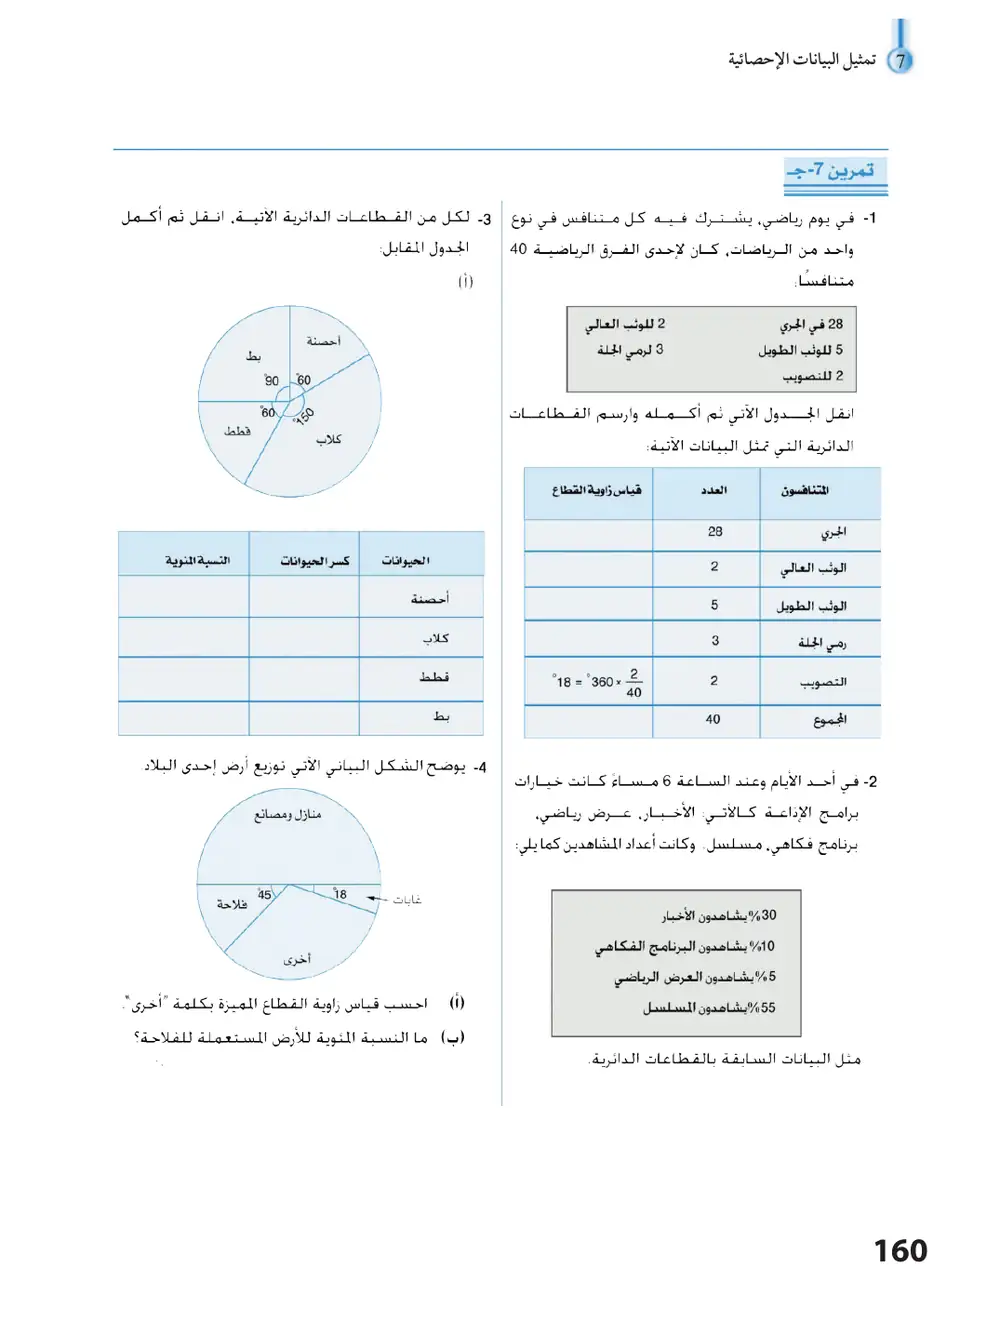 تمثيل البيانات الإحصائية 7
تمرين 7-جـ
1- في يوم رياضي، يشترك فيه كل متنافس في نوع
واحد من الرياضات، كان لإحدى الفرق الرياضية 40
متنافسًا:
28 في الجري 2 للوثب العالي
5 للوثب الطويل 3 لرمي الجلة
2 للتصويب
انقل الجدول الآتي ثم أكمله وارسم القطاعات
الدائرية التي تمثل البيانات الآتية:
المتنافسون العدد قياس زاوية القطاع
الجري 28
الوثب العالي 2
الوثب الطويل 5
رمي الجلة 3
التصويب 2 2/40 × 360° = 18°
المجموع 40
2- في أحد الأيام وعند الساعة 6 مساءً كانت خيارات
برامج الإذاعة كالآتي: الأخبار، عرض رياضي،
برنامج فكاهي، مسلسل. وكانت أعداد المشاهدين كما يلي:
30% يشاهدون الأخبار
10% يشاهدون البرنامج الفكاهي
5% يشاهدون العرض الرياضي
55% يشاهدون المسلسل
مثل البيانات السابقة بالقطاعات الدائرية.
3- لكل من القطاعات الدائرية الآتية، انقل ثم أكمل
الجدول المقابل:
(أ)
أحصنة
بط
90° 60°
60° 150°
قطط
كلاب
الحيوانات كسر الحيوانات النسبة المئوية
أحصنة
كلاب
قطط
بط
4- يوضح الشكل البياني الآتي توزيع أرض إحدى البلاد.
منازل ومصانع
45° 18°
غابات
فلاحة
أخرى
(أ) احسب قياس زاوية القطاع المميزة بكلمة "أخرى".
(ب) ما النسبة المئوية للأرض المستعملة للفلاحة؟
160